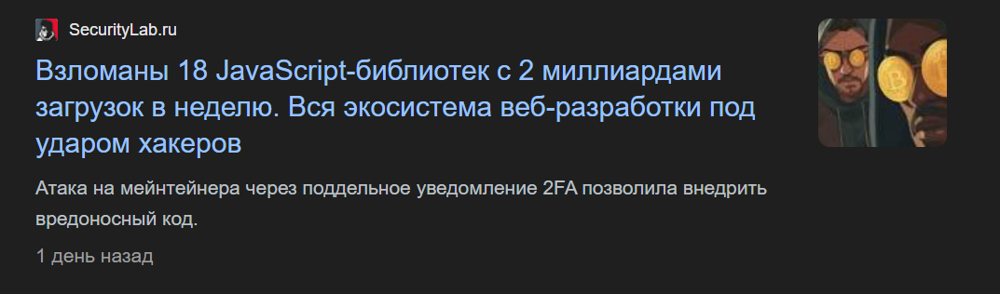 SecurityLab.ru
Взломаны 18 JavaScript-библиотек с 2 миллиардами
загрузок в неделю. Вся экосистема веб-разработки под
ударом хакеров
Атака на мейнтейнера через поддельное уведомление 2FA позволила внедрить
вредоносный код.
1 день назад